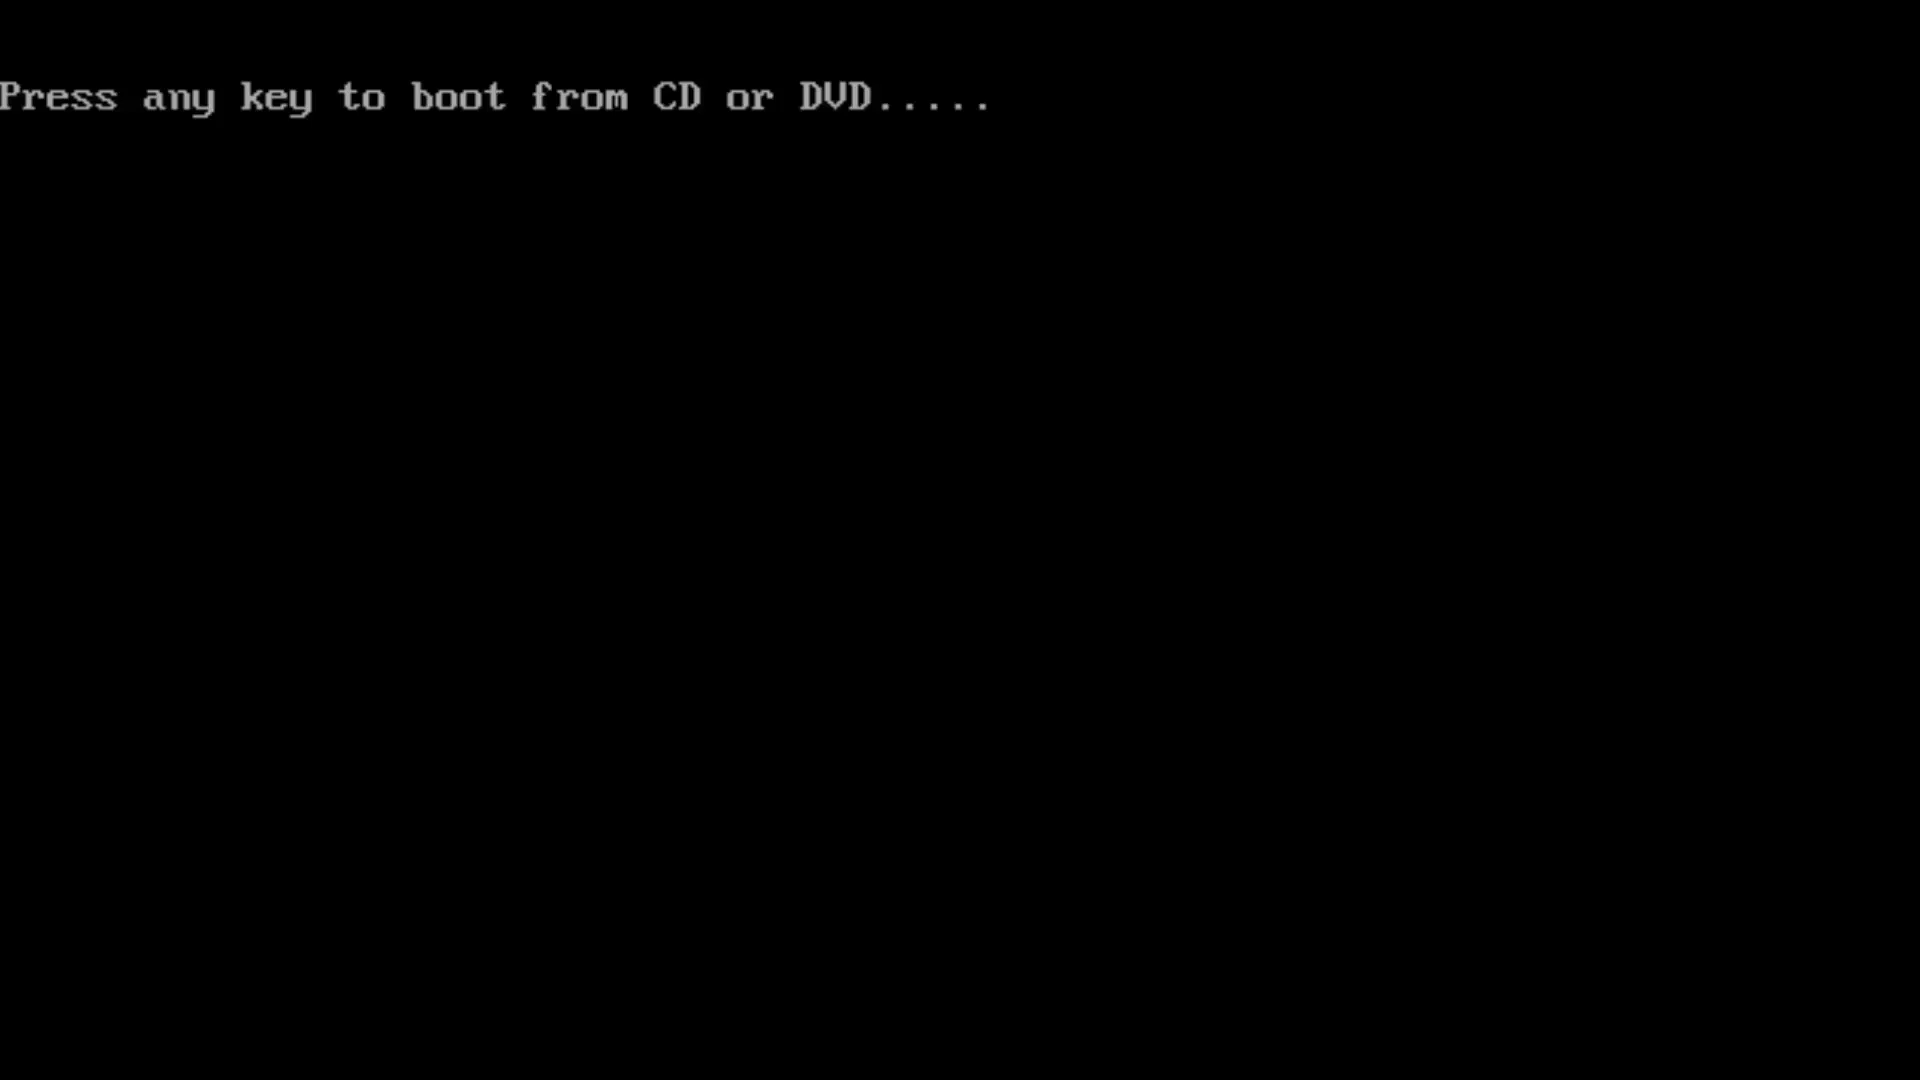 Press any key to boot from CD or DVD.....